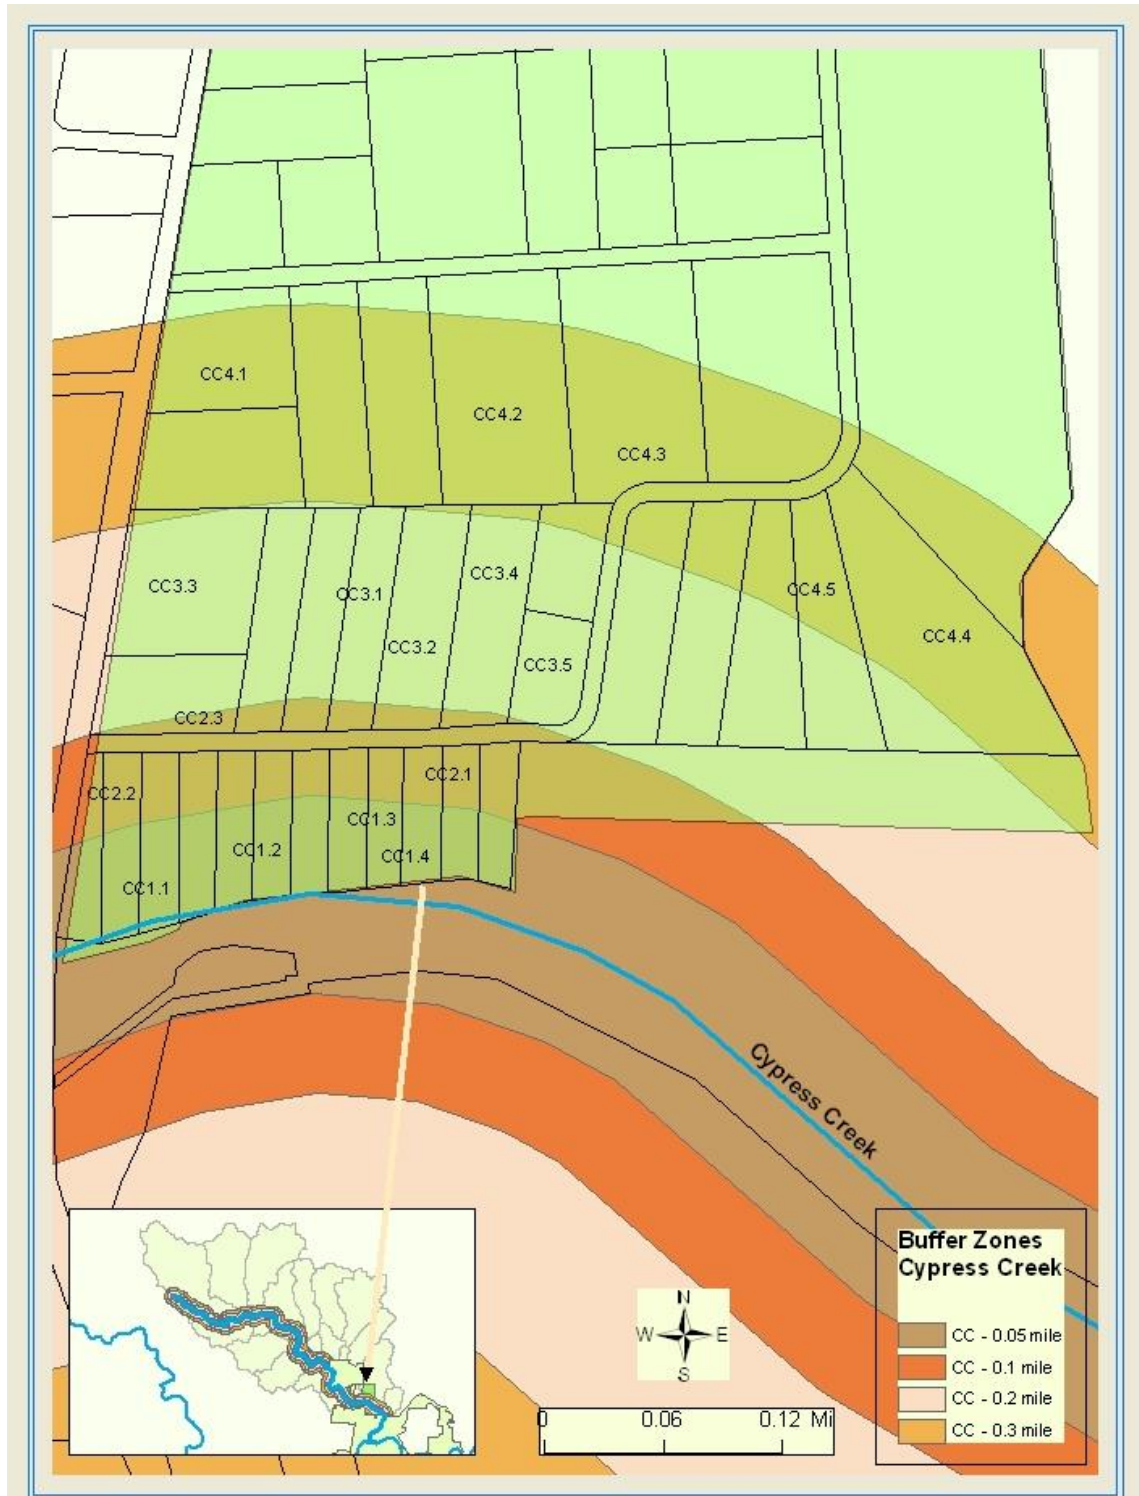 CC4.1
CC4.2
CC4.3
CC3.3
CC3.1
CC3.4
CC4.5
CC4.4
CC3.2
CC3.5
CC2.3
CC2.2
CC2.1
CC1.3
CC1.2
CC1.4
CC1.1
Cypress Creek
Buffer Zones
Cypress Creek
CC - 0.05 mile
CC - 0.1 mile
CC - 0.2 mile
CC - 0.3 mile
N
W E
S
0 0.06 0.12 Mi